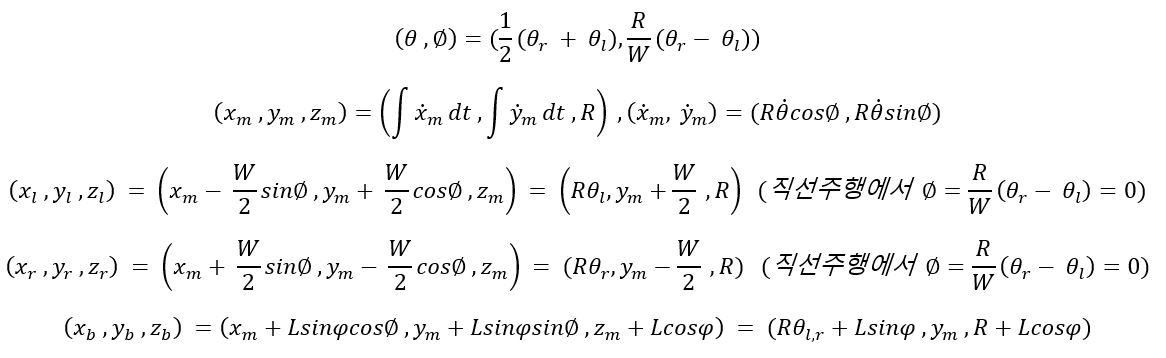 (θ , ∅) = (1/2 (θ_r + θ_l), R/W (θ_r − θ_l))
(x_m , y_m , z_m) = (∫ ẋ_m dt , ∫ ẏ_m dt , R) , (ẋ_m, ẏ_m) = (Rθ̇cos∅ , Rθ̇sin∅)
(x_l , y_l , z_l) = (x_m − W/2 sin∅ , y_m + W/2 cos∅ , z_m) = (Rθ_l, y_m + W/2 , R) ( 직선주행에서 ∅ = R/W (θ_r − θ_l) = 0)
(x_r , y_r , z_r) = (x_m + W/2 sin∅ , y_m − W/2 cos∅ , z_m) = (Rθ_r, y_m − W/2 , R) ( 직선주행에서 ∅ = R/W (θ_r − θ_l) = 0)
(x_b , y_b , z_b) = (x_m + Lsinφcos∅ , y_m + Lsinφsin∅ , z_m + Lcosφ) = (Rθ_l,r + Lsinφ , y_m , R + Lcosφ)